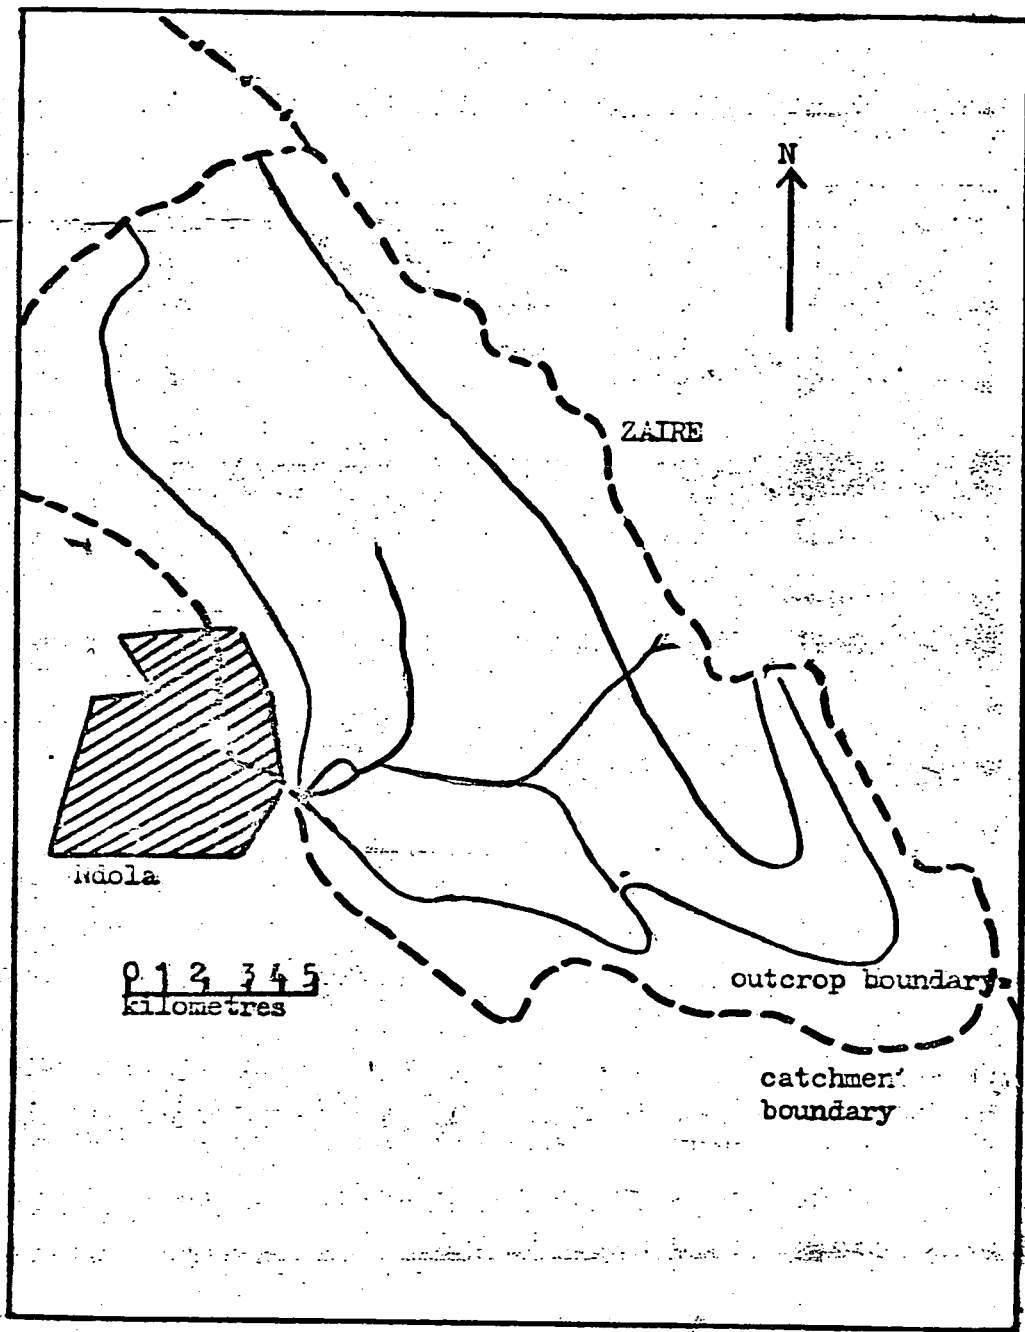 N
ZAIRE
Ndola
0 1 2 3 4 5
kilometres
outcrop boundary
catchmen
boundary